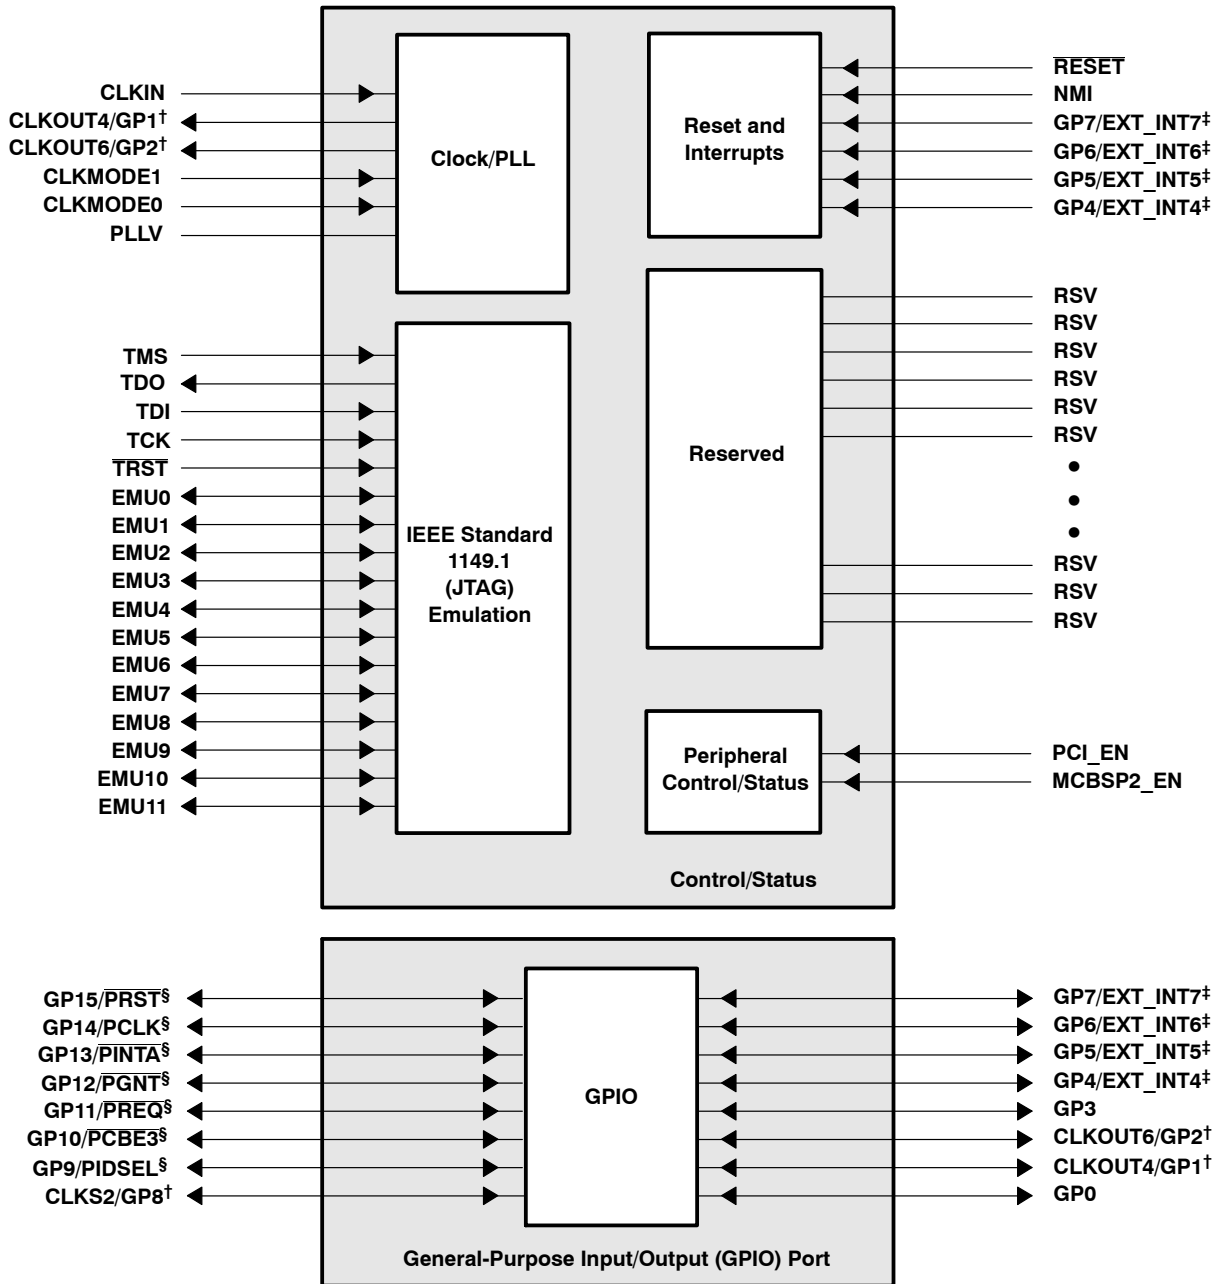 CLKIN
CLKOUT4/GP1†
CLKOUT6/GP2†
CLKMODE1
CLKMODE0
PLLV
Clock/PLL
Reset and
Interrupts
RESET
NMI
GP7/EXT_INT7‡
GP6/EXT_INT6‡
GP5/EXT_INT5‡
GP4/EXT_INT4‡
TMS
TDO
TDI
TCK
TRST
EMU0
EMU1
EMU2
EMU3
EMU4
EMU5
EMU6
EMU7
EMU8
EMU9
EMU10
EMU11
IEEE Standard
1149.1
(JTAG)
Emulation
Reserved
RSV
RSV
RSV
RSV
RSV
RSV
RSV
RSV
RSV
Peripheral
Control/Status
PCI_EN
MCBSP2_EN
Control/Status
GP15/PRST§
GP14/PCLK§
GP13/PINTA§
GP12/PGNT§
GP11/PREQ§
GP10/PCBE3§
GP9/PIDSEL§
CLKS2/GP8†
GPIO
GP7/EXT_INT7‡
GP6/EXT_INT6‡
GP5/EXT_INT5‡
GP4/EXT_INT4‡
GP3
CLKOUT6/GP2†
CLKOUT4/GP1†
GP0
General-Purpose Input/Output (GPIO) Port